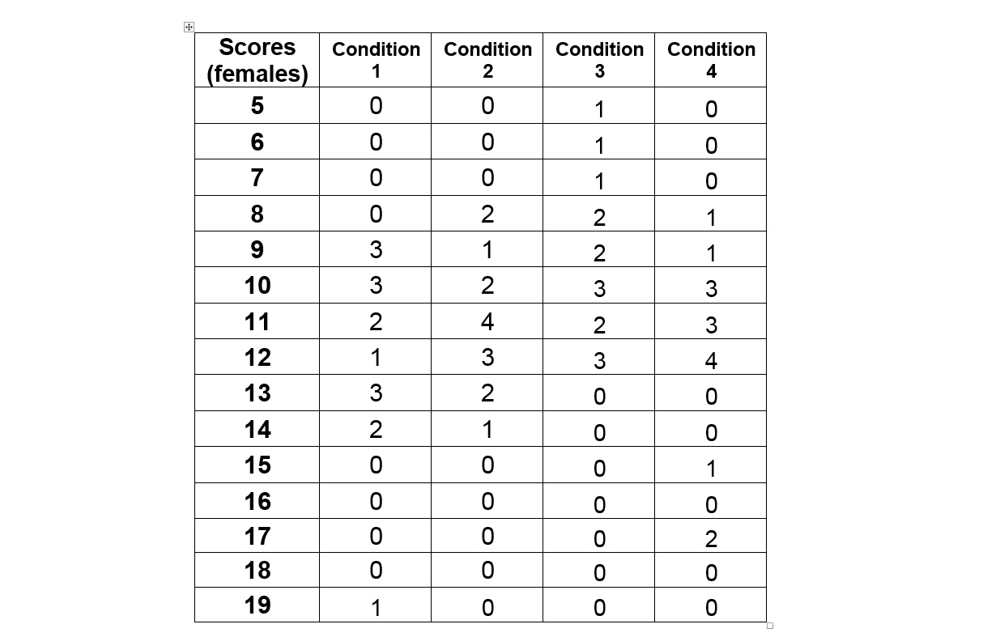 Scores (females) Condition 1 Condition 2 Condition 3 Condition 4
5 0 0 1 0
6 0 0 1 0
7 0 0 1 0
8 0 2 2 1
9 3 1 2 1
10 3 2 3 3
11 2 4 2 3
12 1 3 3 4
13 3 2 0 0
14 2 1 0 0
15 0 0 0 1
16 0 0 0 0
17 0 0 0 2
18 0 0 0 0
19 1 0 0 0